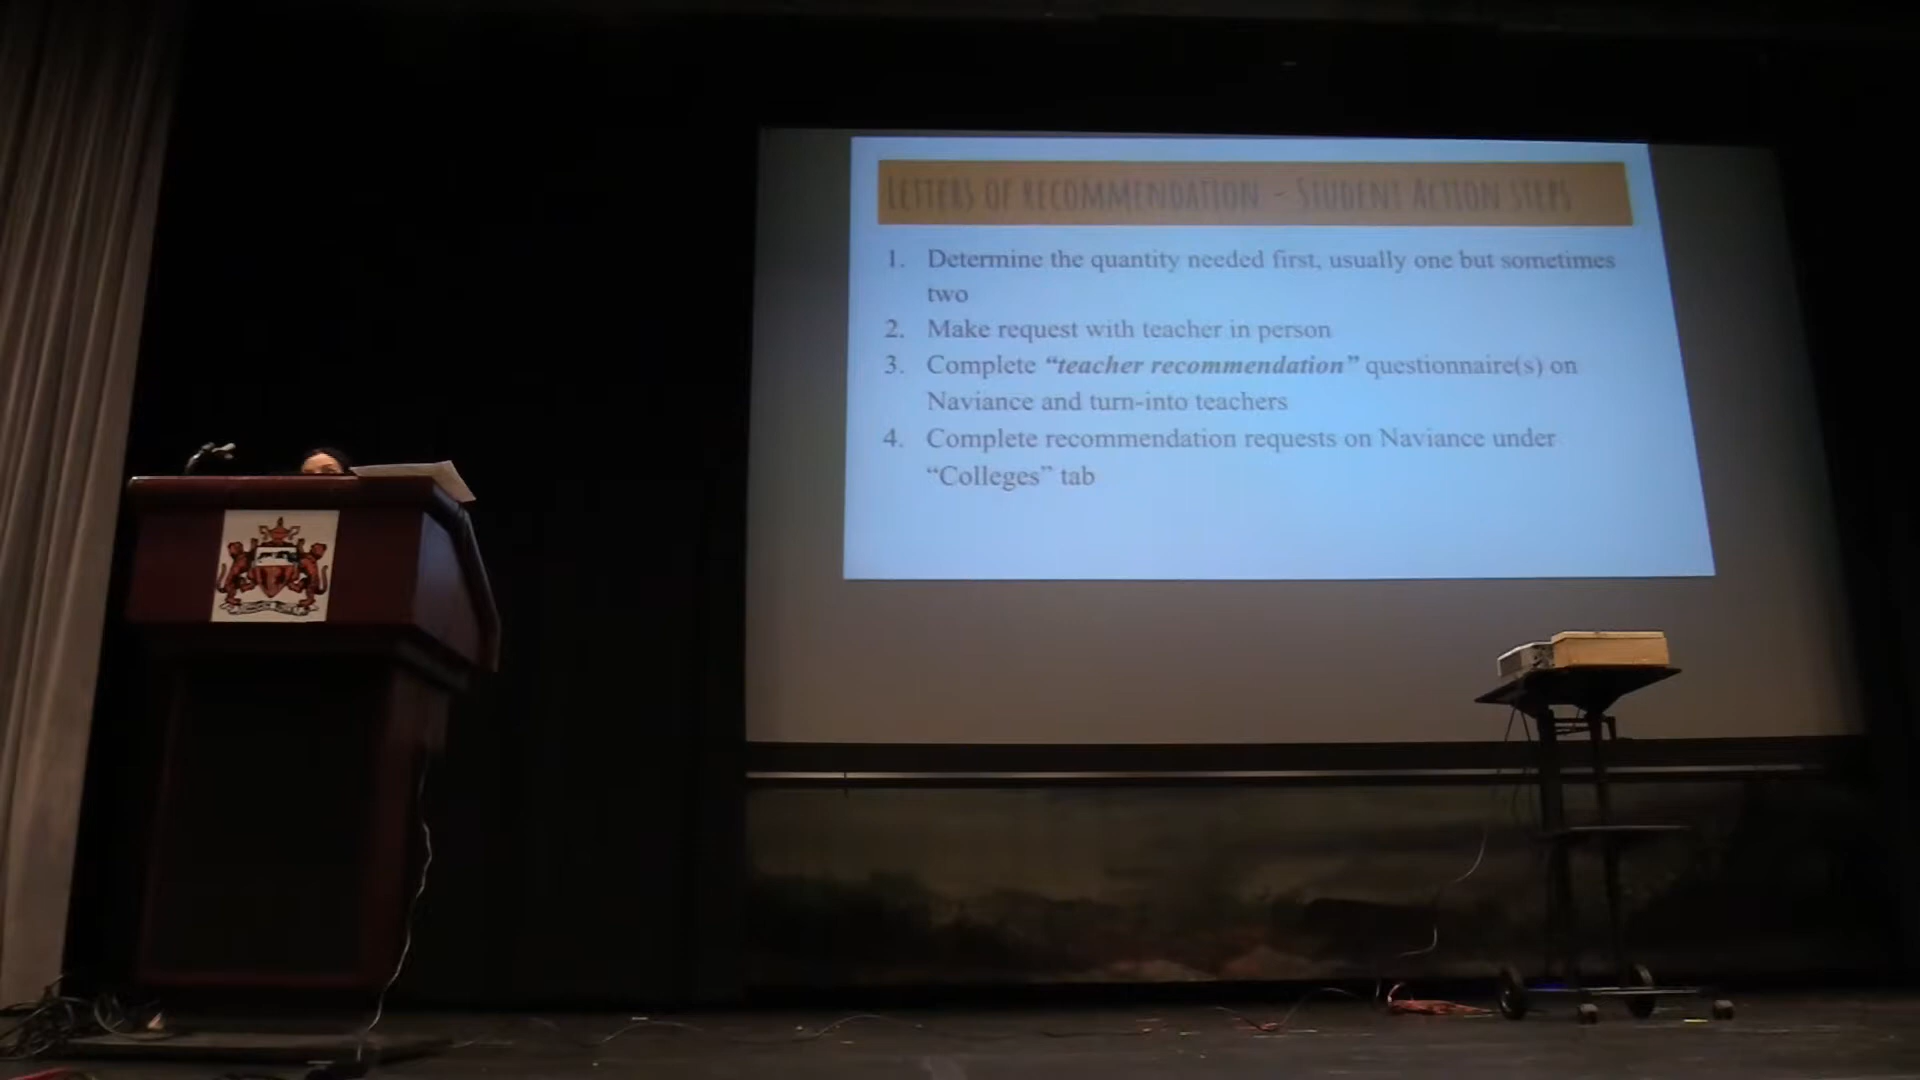 LETTERS OF RECOMMENDATION - STUDENT ACTION STEPS
1. Determine the quantity needed first, usually one but sometimes
two
2. Make request with teacher in person
3. Complete “teacher recommendation” questionnaire(s) on
Naviance and turn-into teachers
4. Complete recommendation requests on Naviance under
“Colleges” tab